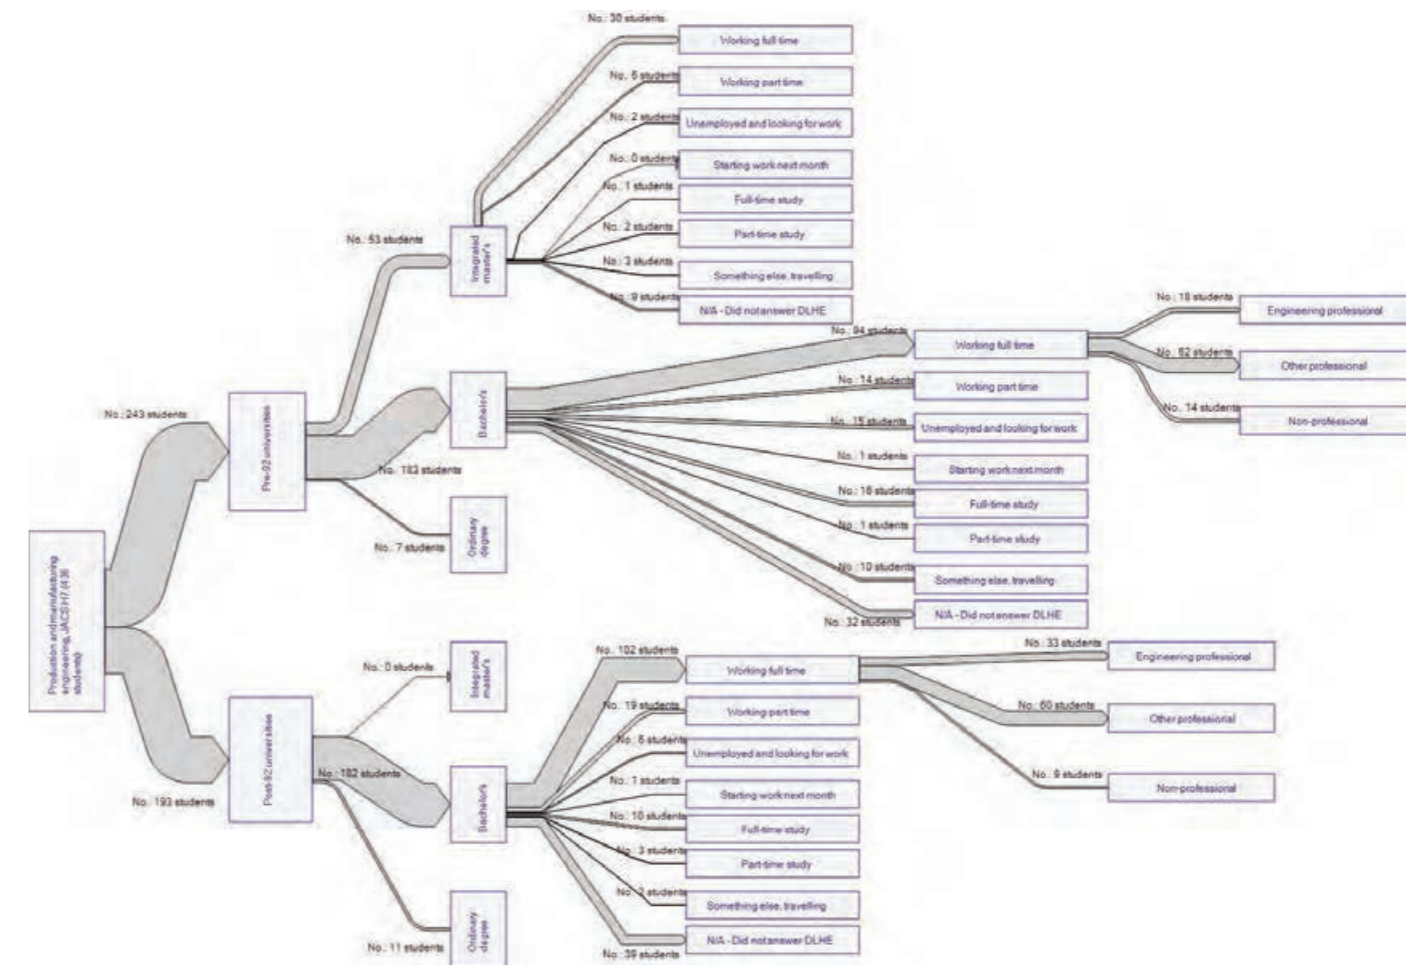 No.: 30 students
Working full time
No.: 6 students
Working part time
No.: 2 students
Unemployed and looking for work
No.: 0 students
Starting work next month
No.: 1 students
Full-time study
No.: 2 students
Part-time study
No.: 3 students
Something else, travelling
No.: 9 students
N/A - Did not answer DLHE
No.: 53 students
Integrated
master's
No.: 94 students
Working full time
No.: 14 students
Working part time
No.: 15 students
Unemployed and looking for work
No.: 1 students
Starting work next month
No.: 16 students
Full-time study
No.: 1 students
Part-time study
No.: 10 students
Something else, travelling
No.: 32 students
N/A - Did not answer DLHE
No.: 18 students
Engineering professional
No.: 62 students
Other professional
No.: 14 students
Non-professional
No.: 243 students
Pre-92 universities
No.: 183 students
Bachelor's
No.: 7 students
Ordinary
degree
Production and manufacturing
engineering, JACS H7 (436
students)
No.: 193 students
Post-92 universities
No.: 0 students
Integrated
master's
No.: 182 students
Bachelor's
No.: 11 students
Ordinary
degree
No.: 102 students
Working full time
No.: 19 students
Working part time
No.: 6 students
Unemployed and looking for work
No.: 1 students
Starting work next month
No.: 10 students
Full-time study
No.: 3 students
Part-time study
No.: 2 students
Something else, travelling
No.: 39 students
N/A - Did not answer DLHE
No.: 33 students
Engineering professional
No.: 60 students
Other professional
No.: 9 students
Non-professional